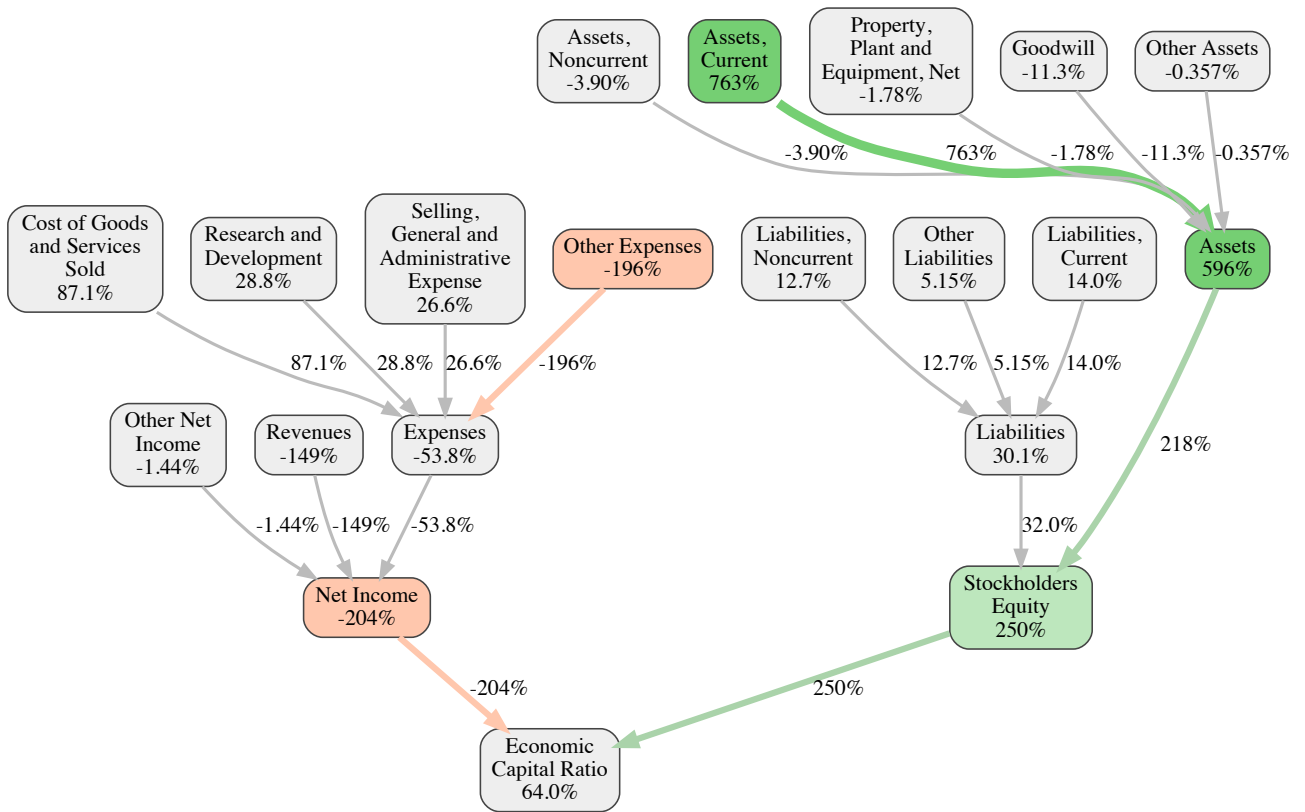 Assets,
Noncurrent
-3.90%
Assets,
Current
763%
Property,
Plant and
Equipment, Net
-1.78%
Goodwill
-11.3%
Other Assets
-0.357%
-3.90%
763%
-1.78%
-11.3%
-0.357%
Cost of Goods
and Services
Sold
87.1%
Research and
Development
28.8%
Selling,
General and
Administrative
Expense
26.6%
Other Expenses
-196%
Liabilities,
Noncurrent
12.7%
Other
Liabilities
5.15%
Liabilities,
Current
14.0%
Assets
596%
87.1%
28.8%
26.6%
-196%
12.7%
5.15%
14.0%
218%
Other Net
Income
-1.44%
Revenues
-149%
Expenses
-53.8%
Liabilities
30.1%
-1.44%
-149%
-53.8%
32.0%
Net Income
-204%
Stockholders
Equity
250%
-204%
250%
Economic
Capital Ratio
64.0%